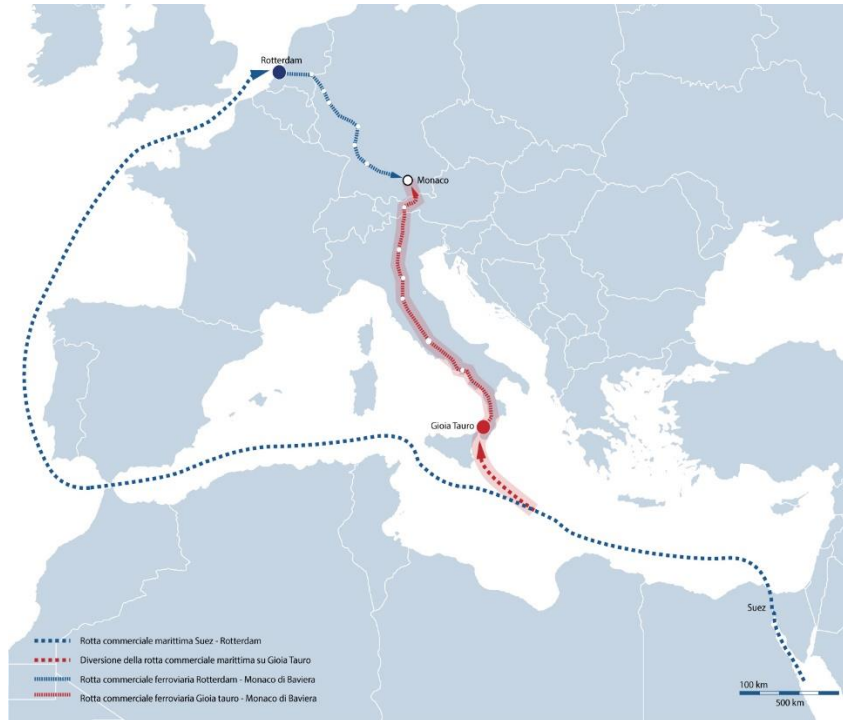 Rotterdam
Monaco
Gioia Tauro
Suez
Rotta commerciale marittima Suez - Rotterdam
Diversione della rotta commerciale marittima su Gioia Tauro
Rotta commerciale ferroviaria Rotterdam - Monaco di Baviera
Rotta commerciale ferroviaria Gioia tauro - Monaco di Baviera
100 km
500 km